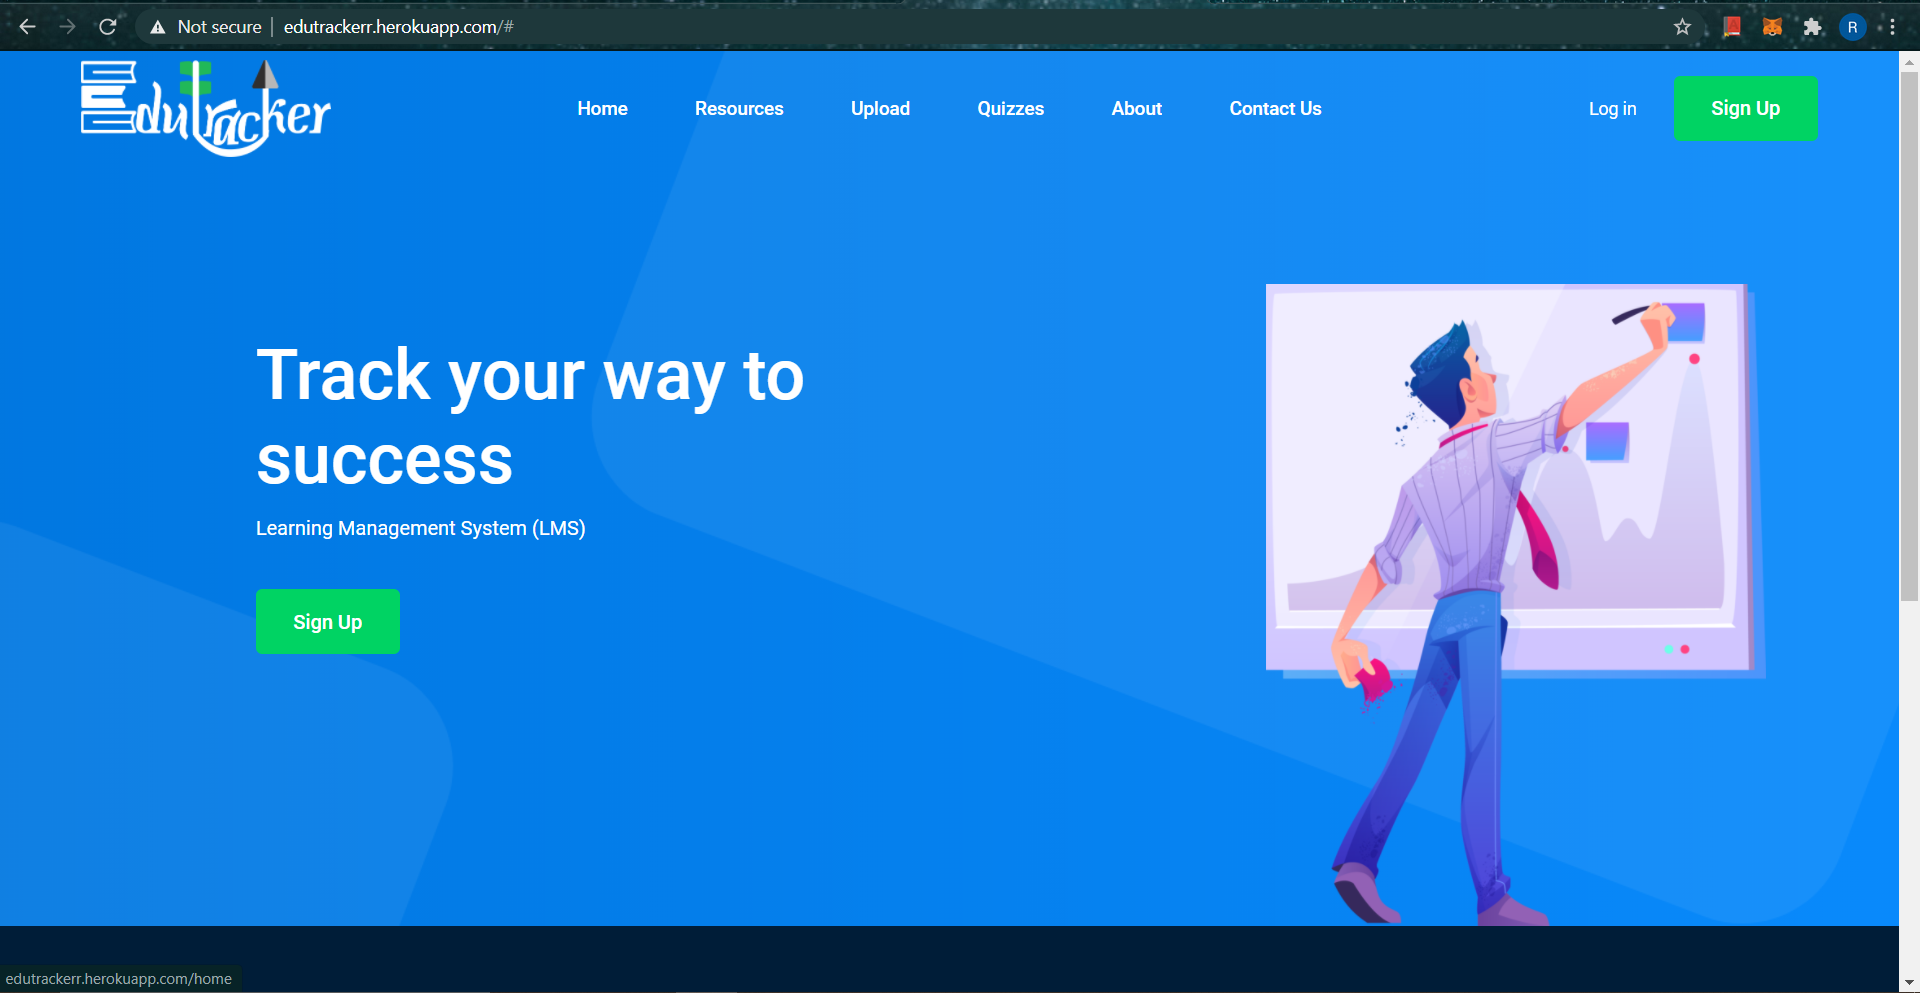 Not secure | edutrackerr.herokuapp.com/#
R
Edutracker
Home Resources Upload Quizzes About Contact Us Log in Sign Up
Track your way to
success
Learning Management System (LMS)
Sign Up
edutrackerr.herokuapp.com/home